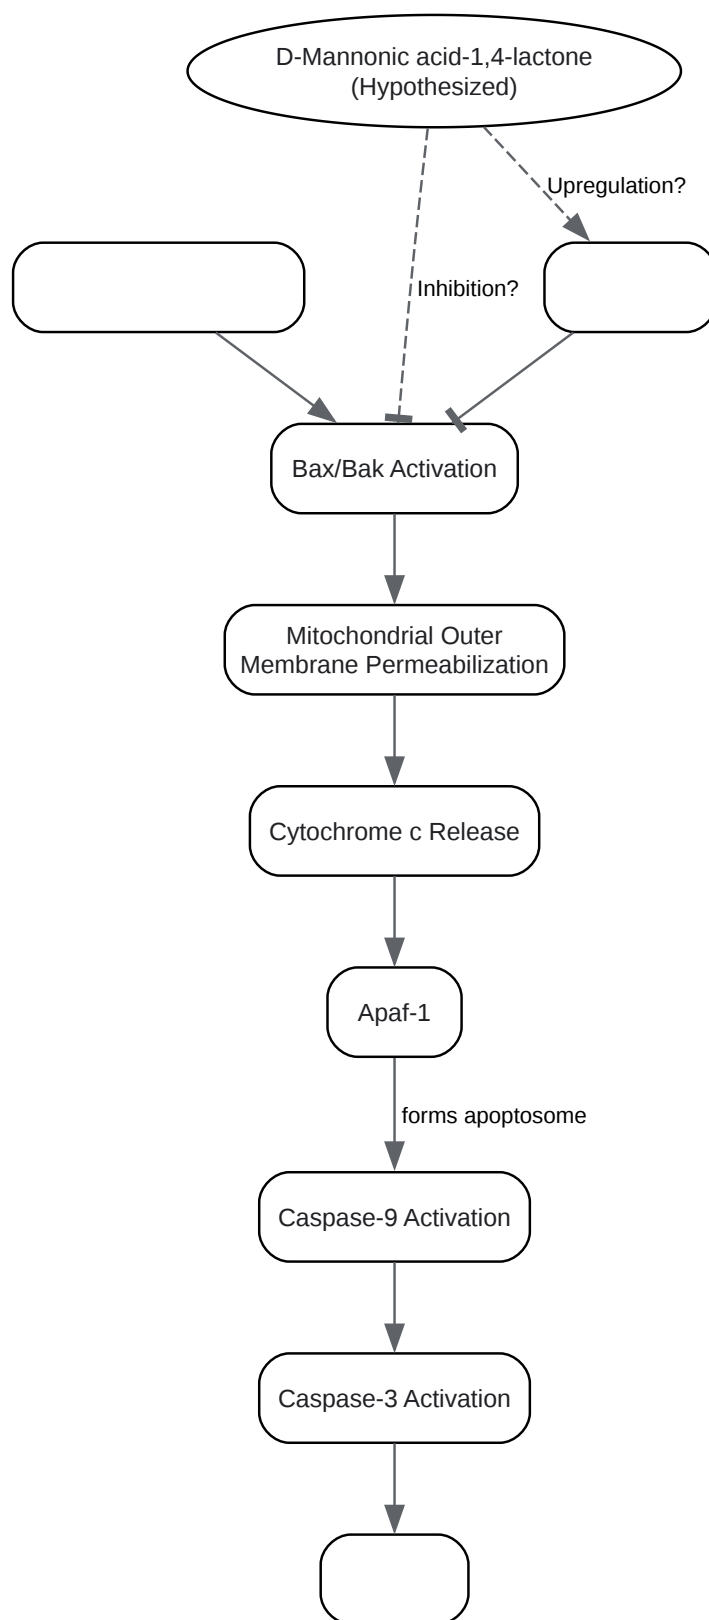 D-Mannonic acid-1,4-lactone
(Hypothesized)
Upregulation?
Inhibition?
Bax/Bak Activation
Mitochondrial Outer
Membrane Permeabilization
Cytochrome c Release
Apaf-1
forms apoptosome
Caspase-9 Activation
Caspase-3 Activation